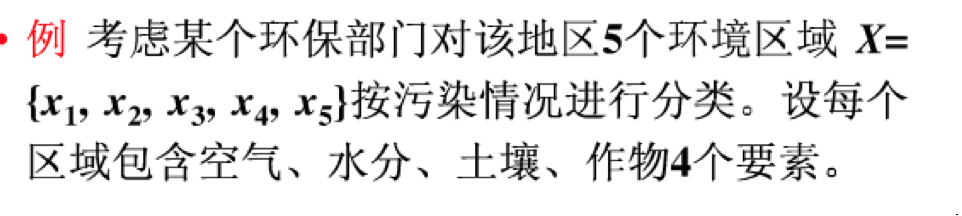 • 例 考虑某个环保部门对该地区5个环境区域 X=
{x₁, x₂, x₃, x₄, x₅}按污染情况进行分类。设每个
区域包含空气、水分、土壤、作物4个要素。